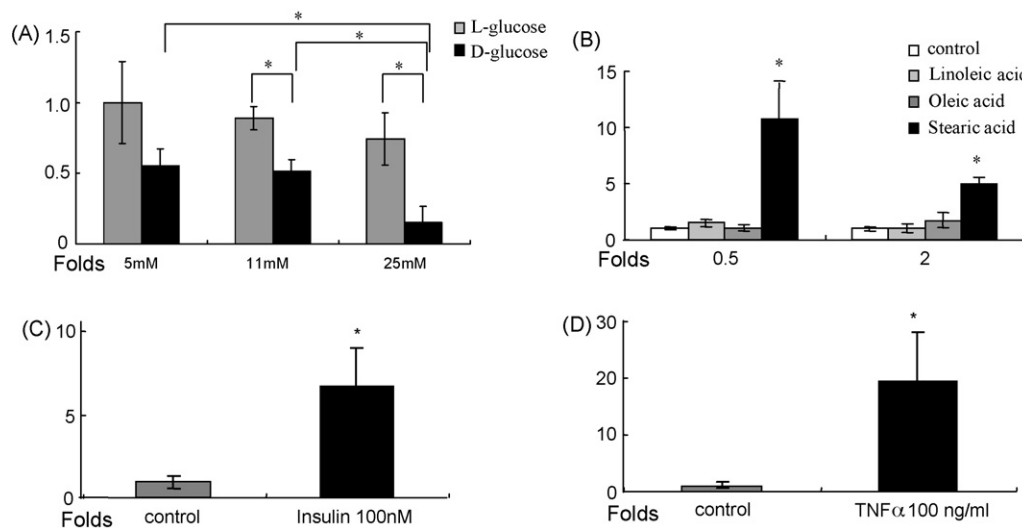 (A)
*
*
*
*
L-glucose
D-glucose
1.5
1.0
0.5
0
Folds
5mM
11mM
25mM
(B)
control
Linoleic acid
Oleic acid
Stearic acid
*
*
15
10
5
0
Folds
0.5
2
(C)
*
10
5
0
Folds
control
Insulin 100nM
(D)
*
30
20
10
0
Folds
control
TNFα100 ng/ml